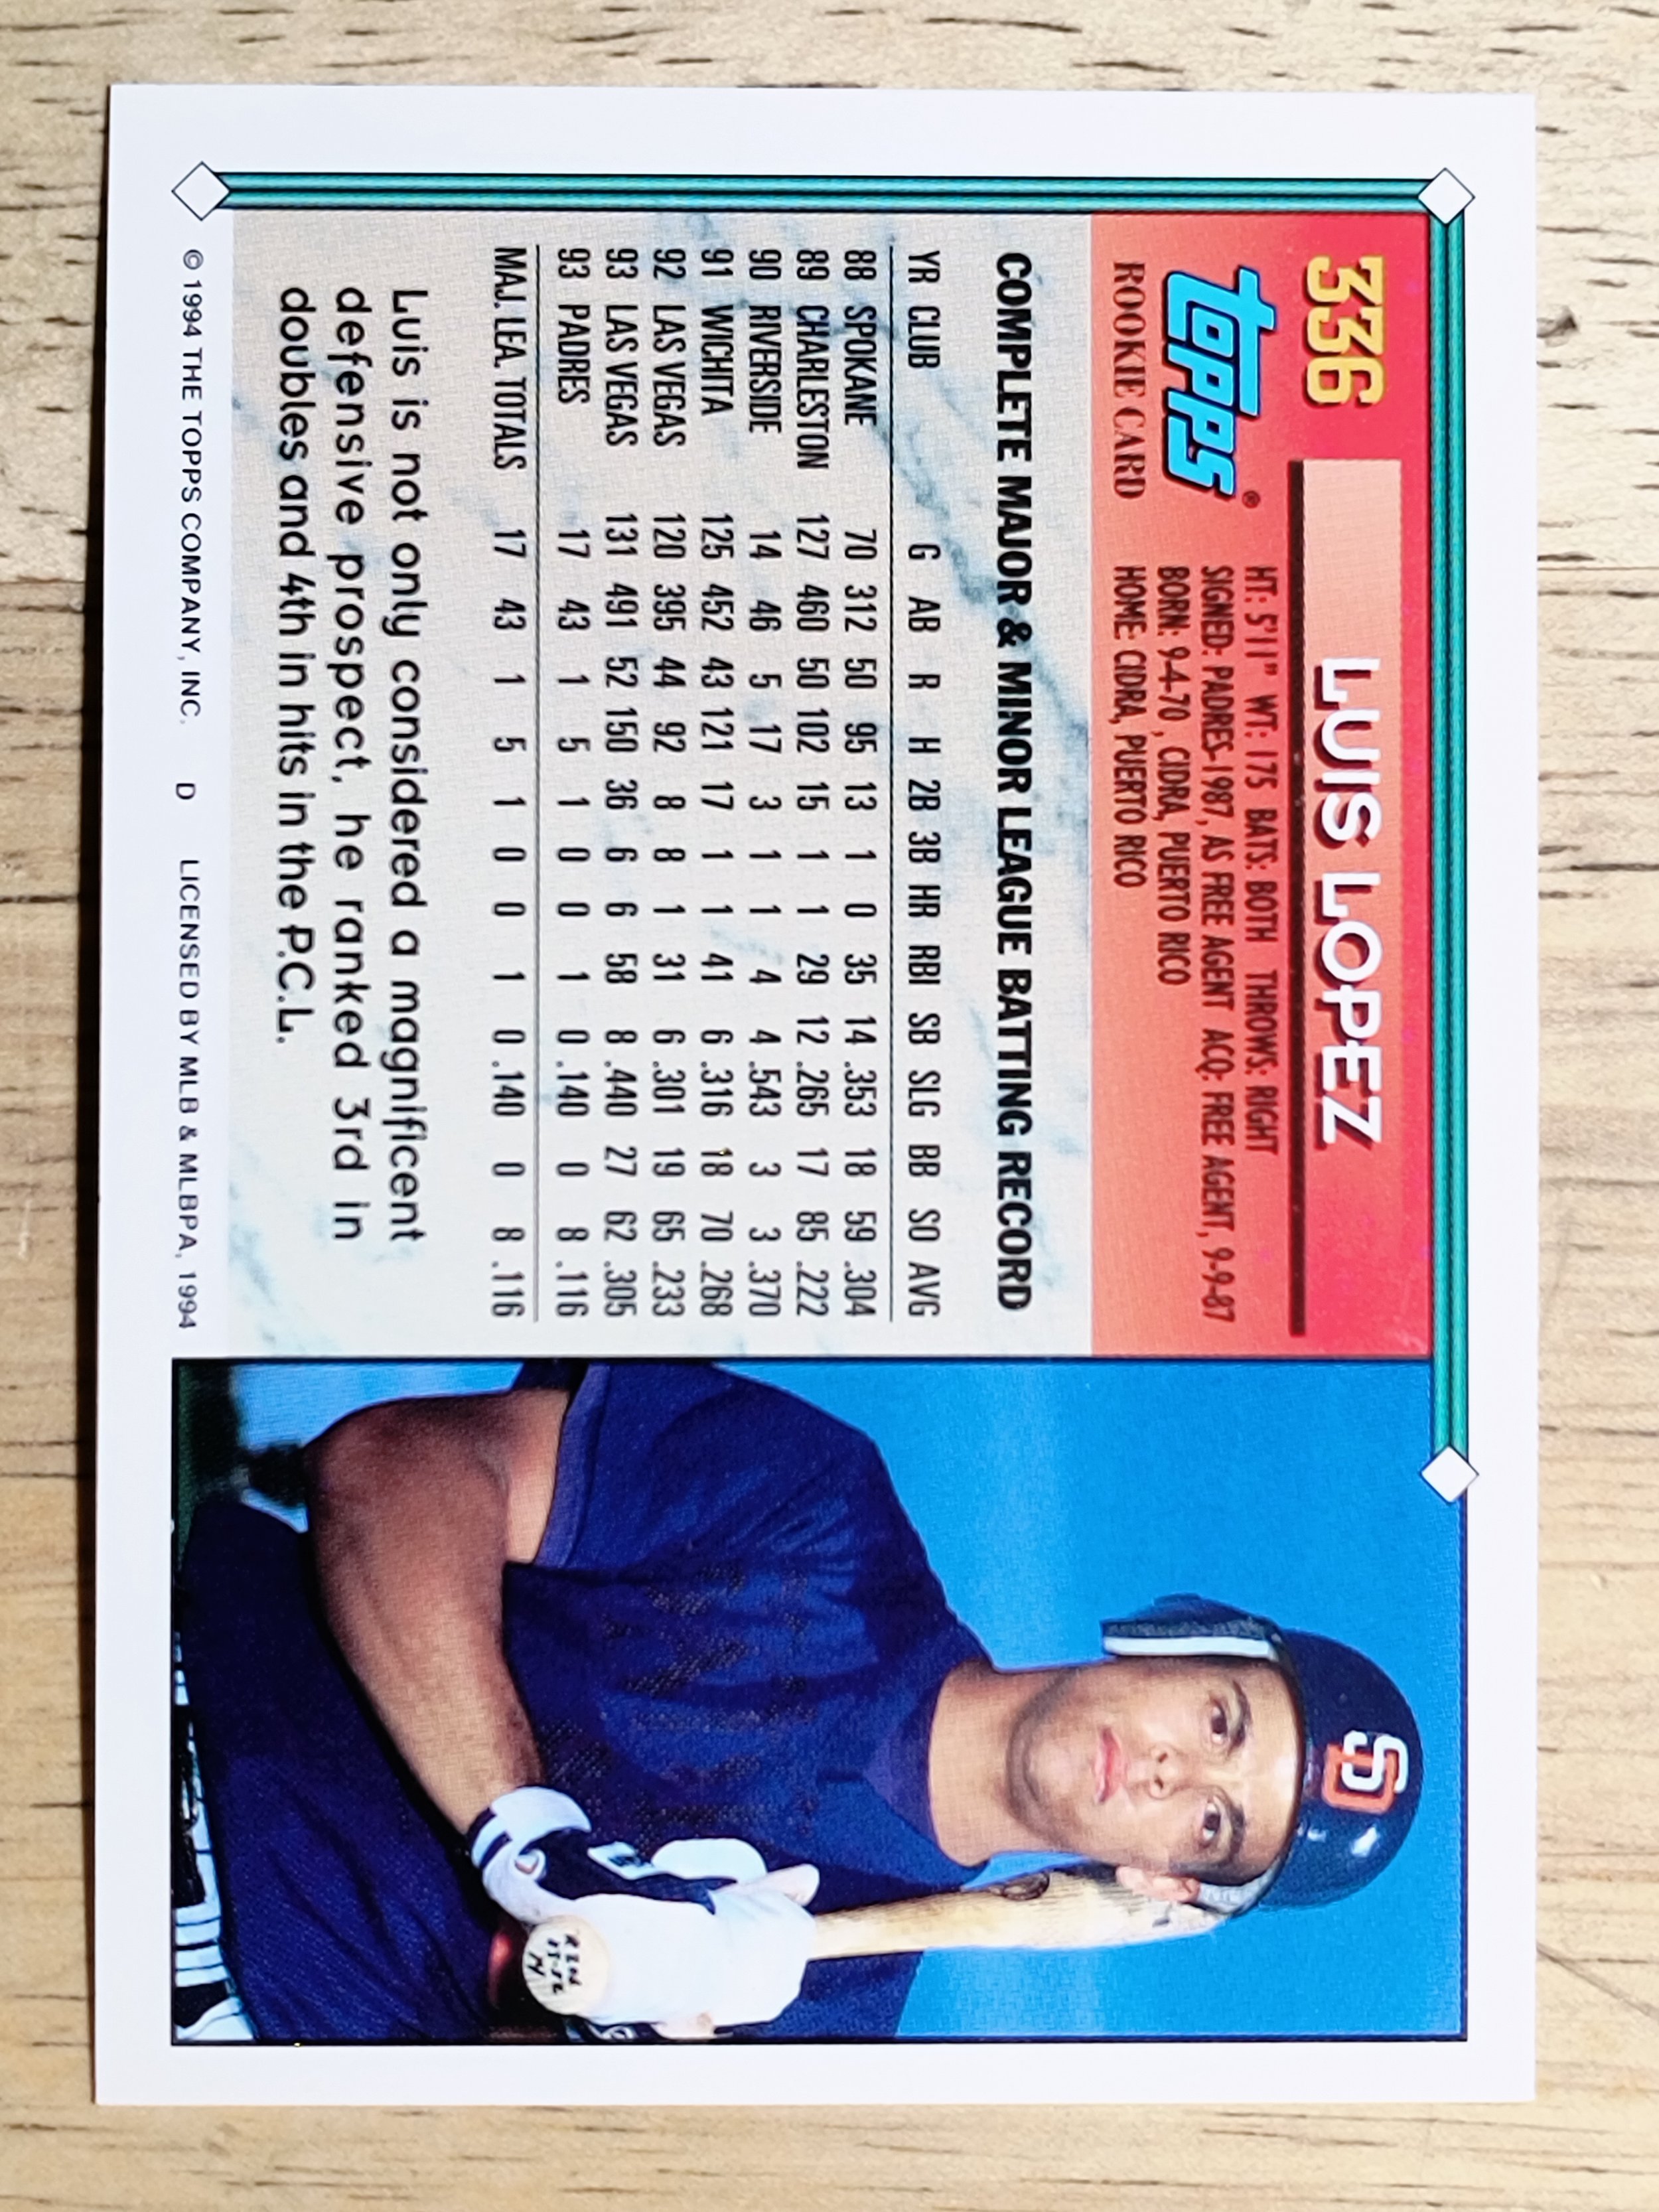 336 LUIS LOPEZ
Topps®
ROOKIE CARD
HT: 5'11" WT: 175 BATS: BOTH THROWS: RIGHT
SIGNED: PADRES-1987, AS FREE AGENT ACQ: FREE AGENT, 9-9-87
BORN: 9-4-70, CIDRA, PUERTO RICO
HOME: CIDRA, PUERTO RICO
COMPLETE MAJOR & MINOR LEAGUE BATTING RECORD
YR CLUB G AB R H 2B 3B HR RBI SB SLG BB SO AVG
88 SPOKANE 70 312 50 95 13 1 0 35 14 .353 18 59 .304
89 CHARLESTON 127 460 50 102 15 1 1 29 12 .265 17 85 .222
90 RIVERSIDE 14 46 5 17 3 1 1 4 4 .543 3 3 .370
91 WICHITA 125 452 43 121 17 1 1 41 6 .316 18 70 .268
92 LAS VEGAS 120 395 44 92 8 8 1 31 6 .301 19 65 .233
93 LAS VEGAS 131 491 52 150 36 6 6 58 8 .440 27 62 .305
93 PADRES 17 43 1 5 1 0 0 1 0 .140 0 8 .116
MAJ. LEA. TOTALS 17 43 1 5 1 0 0 1 0 .140 0 8 .116
Luis is not only considered a magnificent
defensive prospect, he ranked 3rd in
doubles and 4th in hits in the P.C.L.
© 1994 THE TOPPS COMPANY, INC. D LICENSED BY MLB & MLBPA, 1994
SD